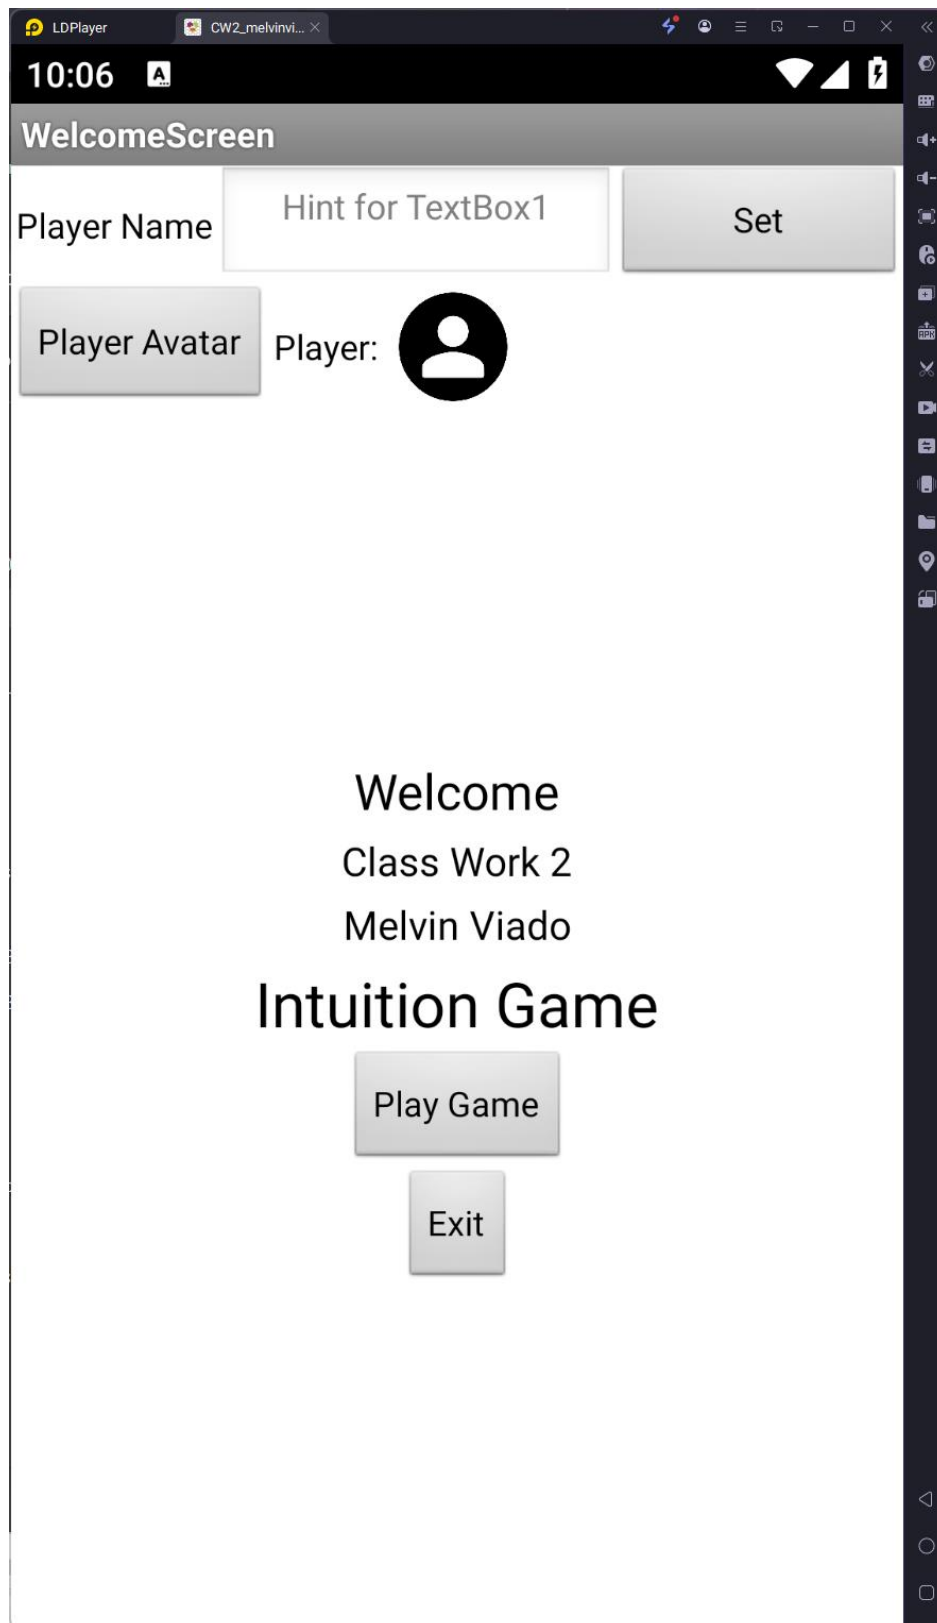 LDPlayer CW2_melvinvi...
10:06 A
WelcomeScreen
Player Name Hint for TextBox1 Set
Player Avatar Player:
Welcome
Class Work 2
Melvin Viado
Intuition Game
Play Game
Exit